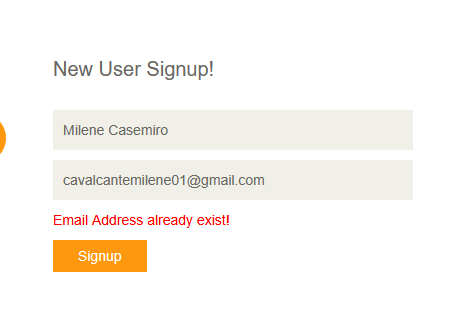 New User Signup!
Milene Casemiro
cavalcantemilene01@gmail.com
Email Address already exist!
Signup